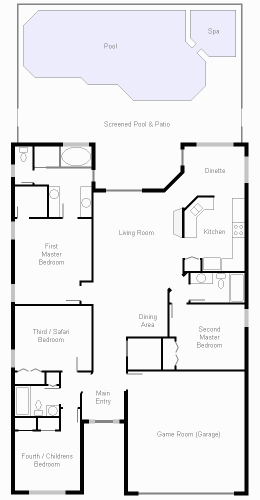 Pool
Spa
Screened Pool & Patio
Dinette
Living Room
Kitchen
First
Master
Bedroom
Dining
Area
Third / Safari
Bedroom
Second
Master
Bedroom
Main
Entry
Game Room (Garage)
Fourth / Childrens
Bedroom